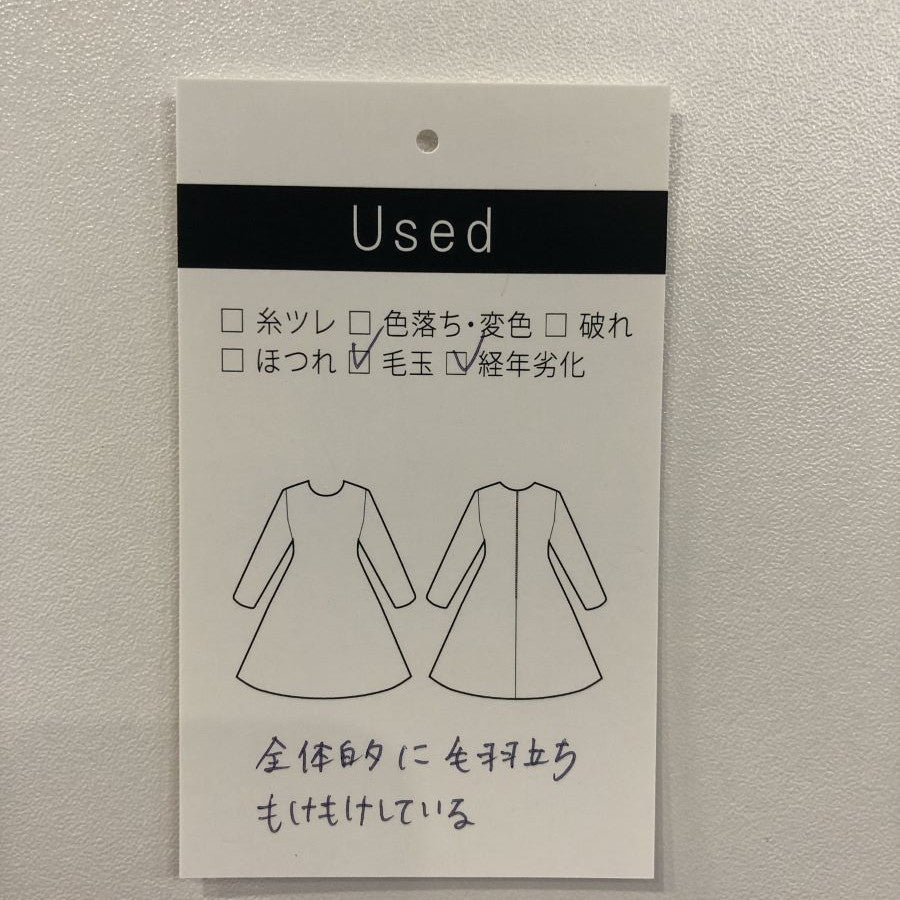 Used
□ 糸ツレ □ 色落ち・変色 □ 破れ
□ ほつれ ☑ 毛玉 ☑ 経年劣化
全体的に毛羽立ち
もけもけしている